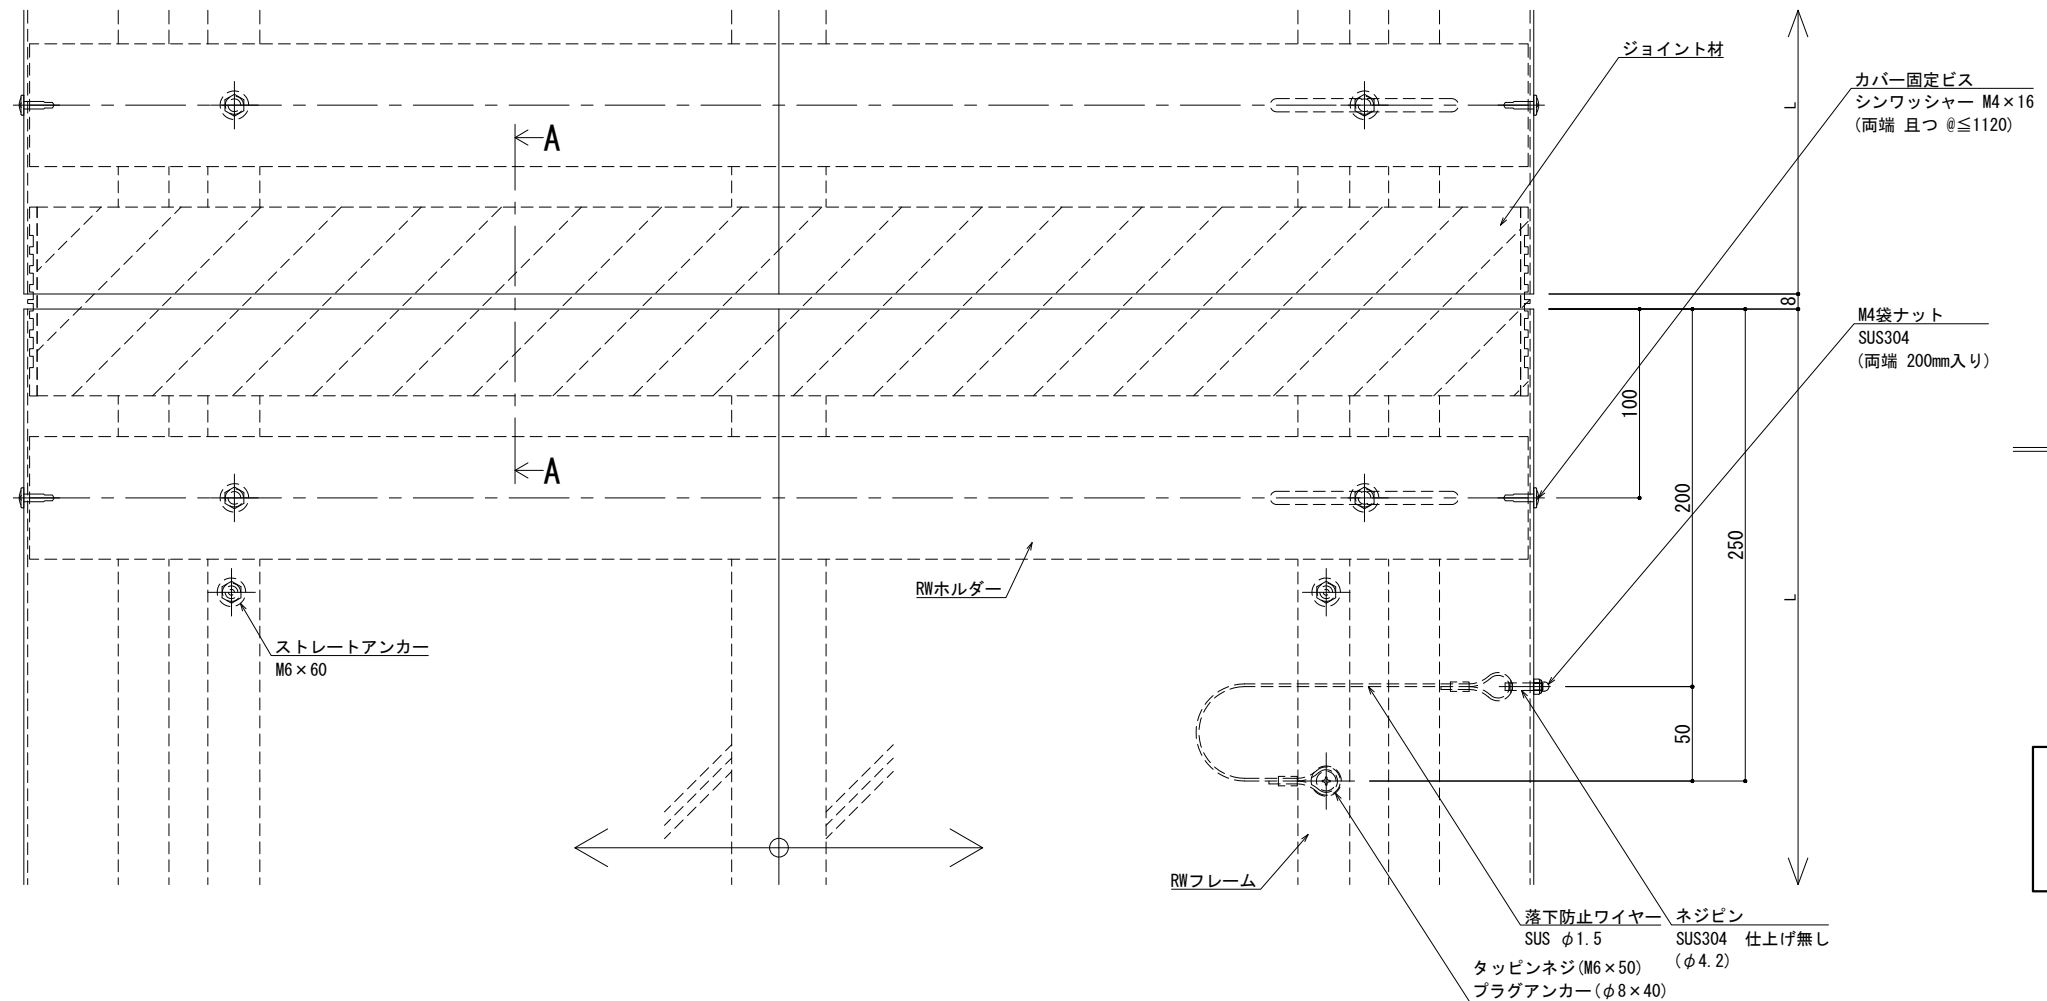 ジョイント材
カバー固定ビス
シンワッシャー M4×16
(両端 且つ @≦1120)
L
A
8
M4袋ナット
SUS304
(両端 200mm入り)
100
A
200
250
RWホルダー
L
ストレートアンカー
M6×60
50
RWフレーム
落下防止ワイヤー
SUS φ1.5
ネジピン
SUS304 仕上げ無し
(φ4.2)
タッピンネジ(M6×50)
プラグアンカー(φ8×40)